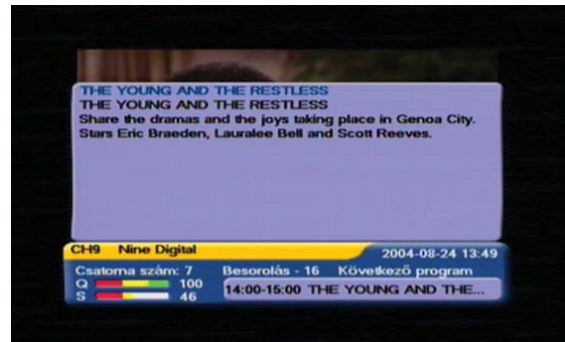 THE YOUNG AND THE RESTLESS
THE YOUNG AND THE RESTLESS
Share the dramas and the joys taking place in Genoa City.
Stars Eric Braeden, Lauralee Bell and Scott Reeves.
CH9 Nine Digital
2004-08-24 13:49
Csatorna szám: 7 Besorolás - 16 Következő program
Q 100
S 46
14:00-15:00 THE YOUNG AND THE...